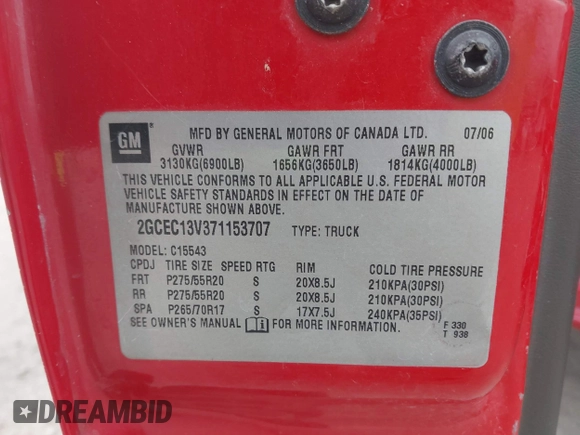 GM
MFD BY GENERAL MOTORS OF CANADA LTD. 07/06
GVWR GAWR FRT GAWR RR
3130KG(6900LB) 1656KG(3650LB) 1814KG(4000LB)
THIS VEHICLE CONFORMS TO ALL APPLICABLE U.S. FEDERAL MOTOR
VEHICLE SAFETY STANDARDS IN EFFECT ON THE DATE OF
MANUFACTURE SHOWN ABOVE.
2GCEC13V371153707 TYPE: TRUCK
MODEL: C15543
CPDJ TIRE SIZE SPEED RTG RIM COLD TIRE PRESSURE
FRT P275/55R20 S 20X8.5J 210KPA(30PSI)
RR P275/55R20 S 20X8.5J 210KPA(30PSI)
SPA P265/70R17 S 17X7.5J 240KPA(35PSI)
SEE OWNER'S MANUAL FOR MORE INFORMATION. F 330
T 938
DREAMBID